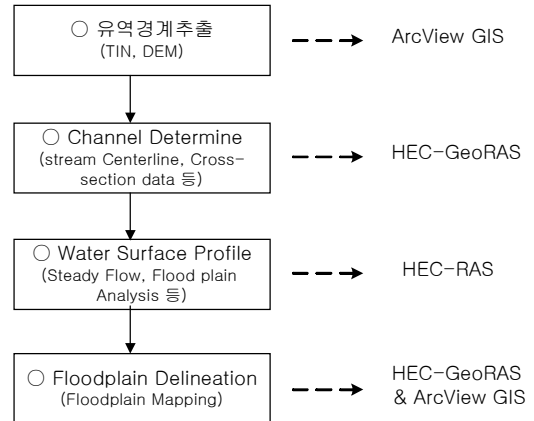 ○ 유역경계추출
(TIN, DEM)
ArcView GIS
○ Channel Determine
(stream Centerline, Cross-
section data 등)
HEC-GeoRAS
○ Water Surface Profile
(Steady Flow, Flood plain
Analysis 등)
HEC-RAS
○ Floodplain Delineation
(Floodplain Mapping)
HEC-GeoRAS
& ArcView GIS